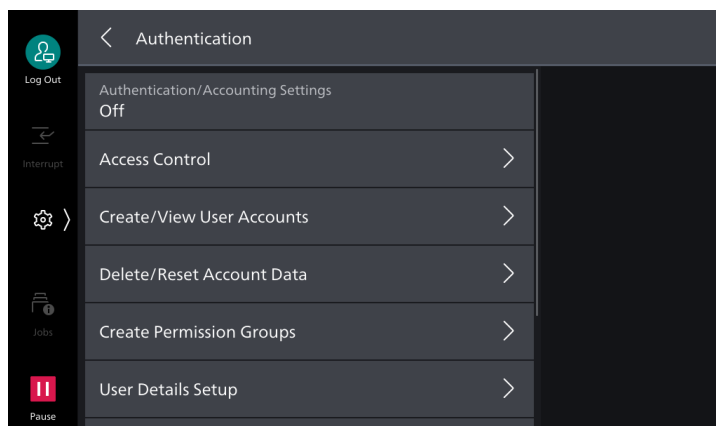 Authentication
Log Out
Authentication/Accounting Settings
Off
Interrupt
Access Control
Create/View User Accounts
Delete/Reset Account Data
Jobs
Create Permission Groups
User Details Setup
Pause